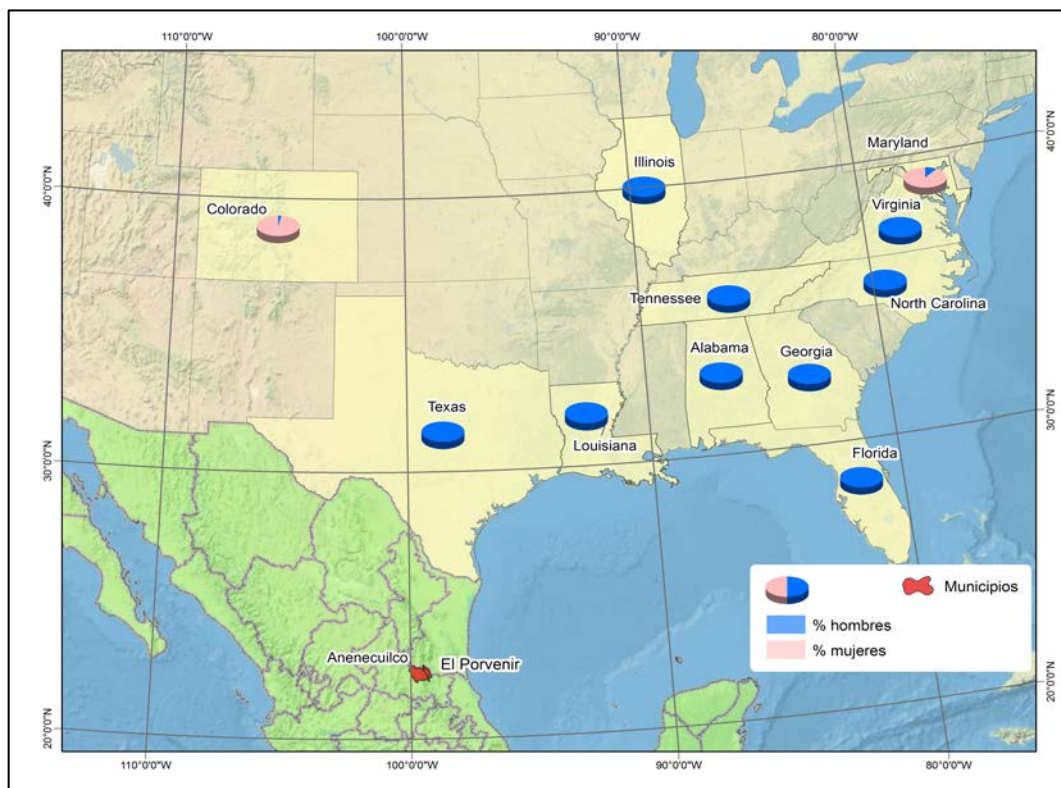 110°0'0"W
100°0'0"W
90°0'0"W
80°0'0"W
40°0'0"N
40°0'0"N
Maryland
Illinois
Colorado
Virginia
Tennessee
North Carolina
Alabama
Georgia
Texas
Louisiana
30°0'0"N
30°0'0"N
Florida
Municipios
% hombres
% mujeres
Anenecuilco
El Porvenir
20°0'0"N
20°0'0"N
110°0'0"W
100°0'0"W
90°0'0"W
80°0'0"W